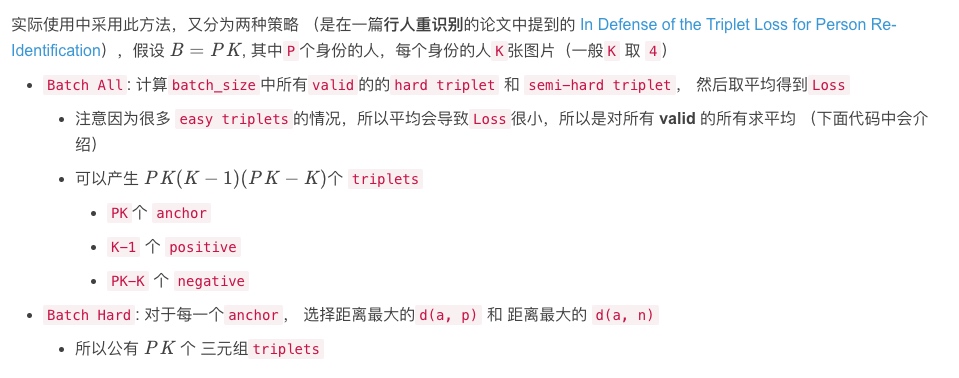 实际使用中采用此方法，又分为两种策略 （是在一篇行人重识别的论文中提到的 In Defense of the Triplet Loss for Person Re-
Identification），假设 B = PK, 其中 P 个身份的人，每个身份的人 K 张图片（一般 K 取 4）
Batch All: 计算 batch_size 中所有 valid 的的 hard triplet 和 semi-hard triplet， 然后取平均得到 Loss
注意因为很多 easy triplets 的情况，所以平均会导致 Loss 很小，所以是对所有 valid 的所有求平均 （下面代码中会介
绍）
可以产生 PK(K − 1)(PK − K)个 triplets
PK 个 anchor
K-1 个 positive
PK-K 个 negative
Batch Hard: 对于每一个 anchor， 选择距离最大的 d(a, p) 和 距离最大的 d(a, n)
所以公有 PK 个 三元组 triplets